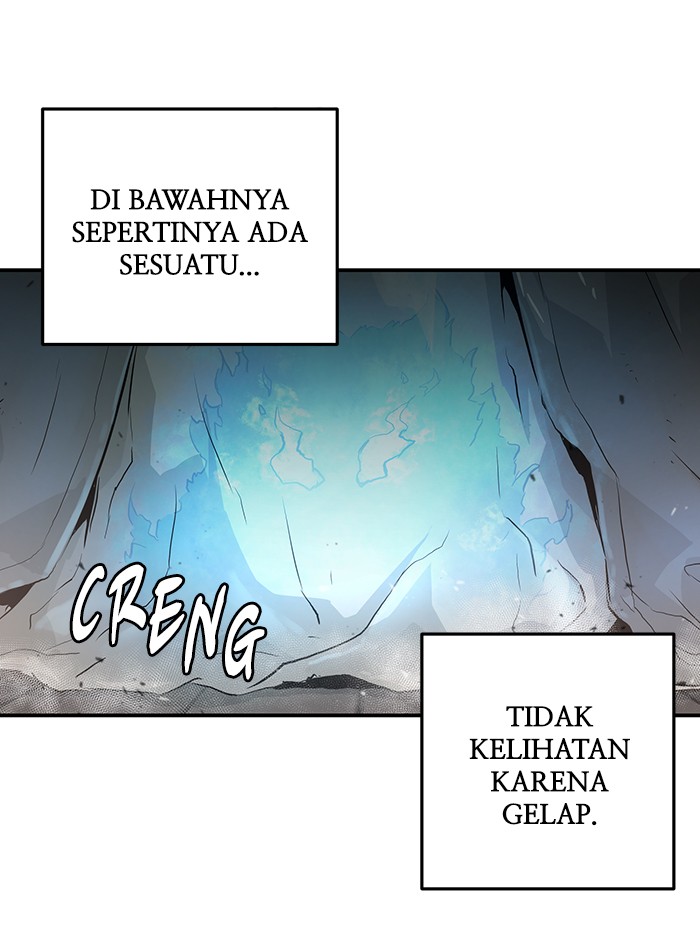 DI BAWAHNYA
SEPERTINYA ADA
SESUATU...
CRENG
TIDAK
KELIHATAN
KARENA
GELAP.